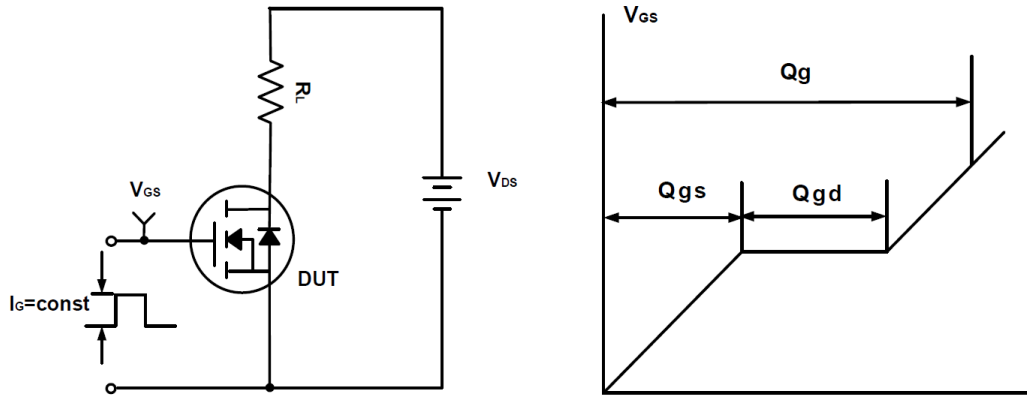 RL
VGS
VDS
DUT
IG=const
VGS
Qg
Qgs
Qgd